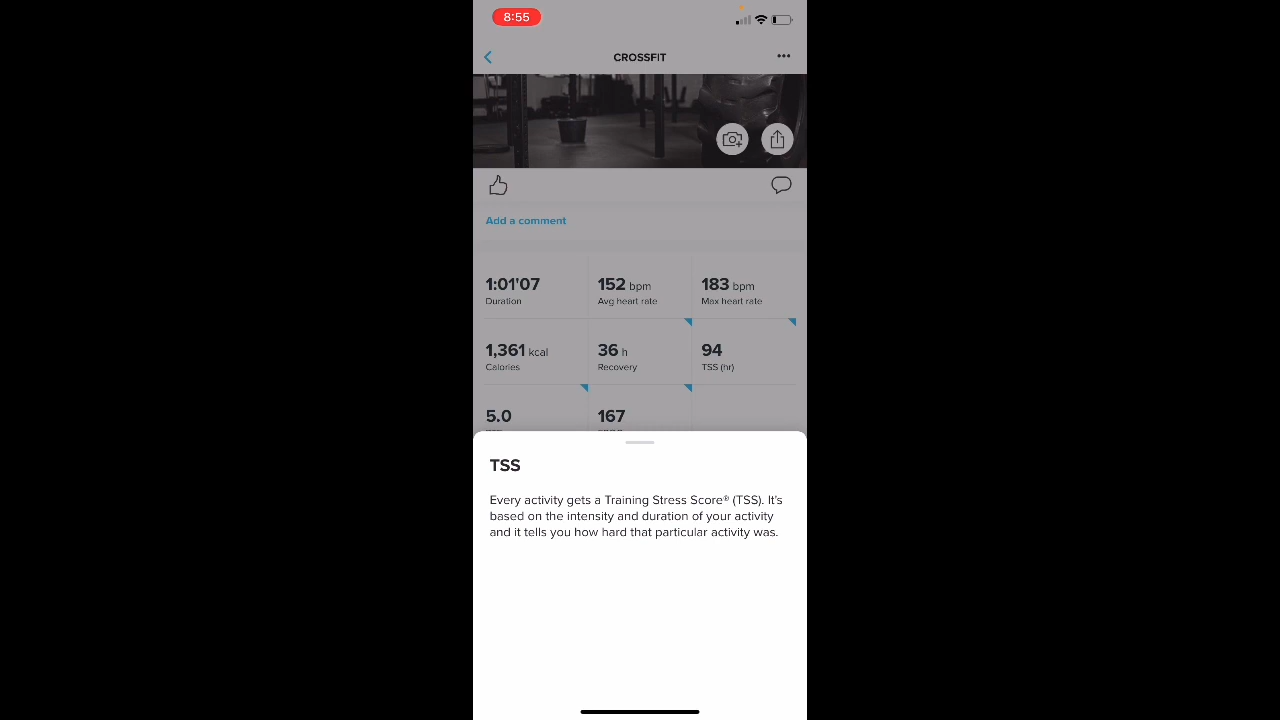 8:55
CROSSFIT
Add a comment
1:01'07
Duration
152 bpm
Avg heart rate
183 bpm
Max heart rate
1,361 kcal
Calories
36 h
Recovery
94
TSS (hr)
5.0
167
TSS
Every activity gets a Training Stress Score® (TSS). It's
based on the intensity and duration of your activity
and it tells you how hard that particular activity was.